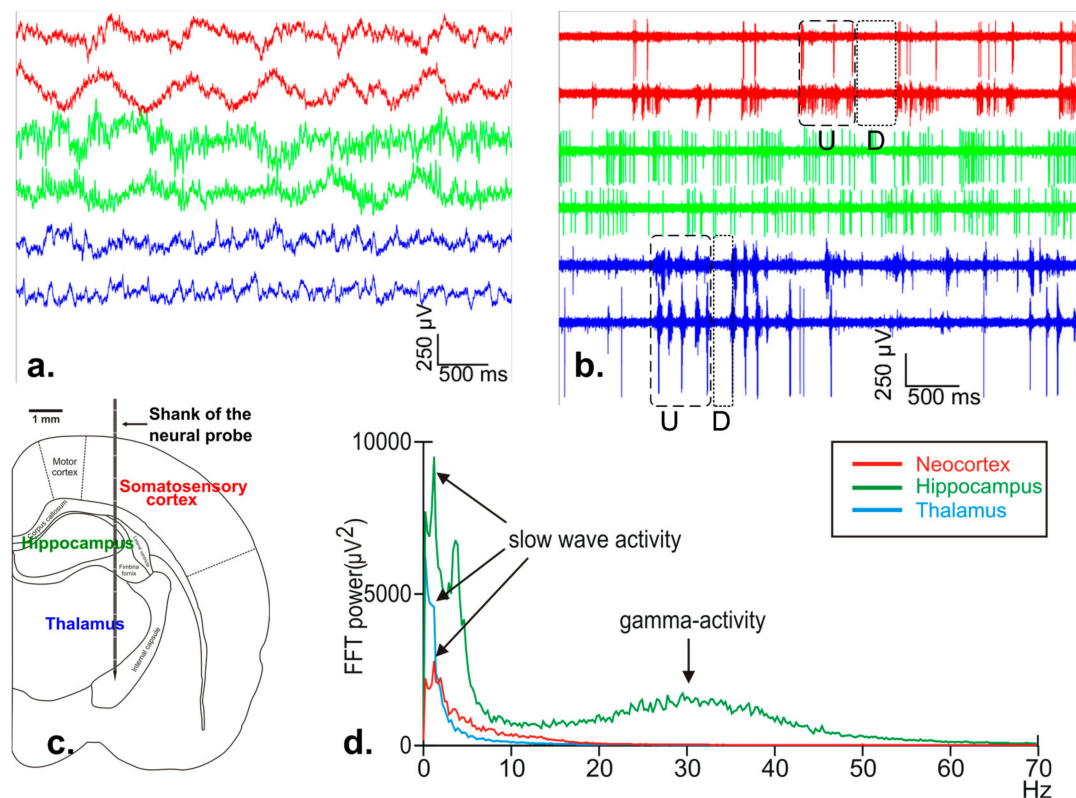 250 µV
500 ms
a.
U
D
U
D
250 µV
500 ms
b.
1 mm
Shank of the
neural probe
Motor
cortex
Somatosensory
cortex
Corpus callosum
Hippocampus
Lateral ventricle
Fimbria
fornix
Thalamus
Internal capsule
c.
10000
5000
0
FFT power(µV²)
slow wave activity
gamma-activity
Neocortex
Hippocampus
Thalamus
d.
0
10
20
30
40
50
60
70
Hz